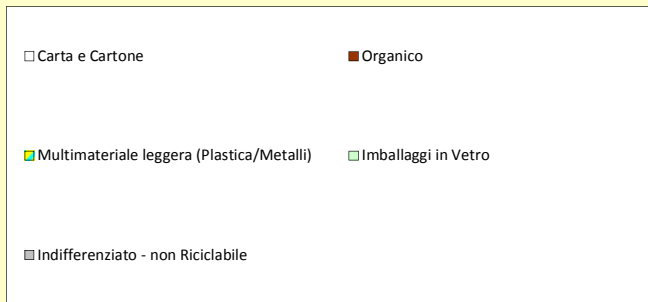 Carta e Cartone
Organico
Multimateriale leggera (Plastica/Metalli)
Imballaggi in Vetro
Indifferenziato - non Riciclabile